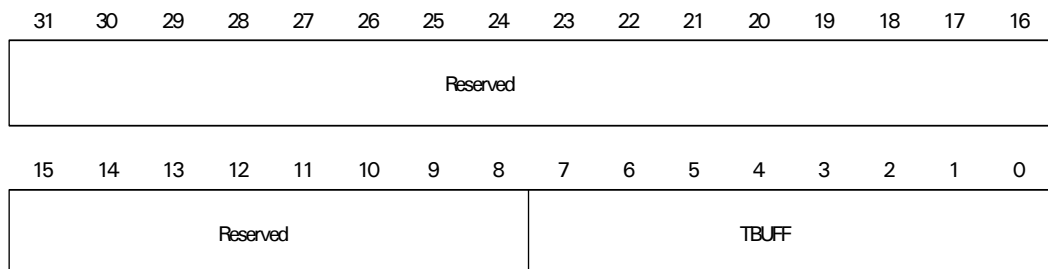 31 30 29 28 27 26 25 24 23 22 21 20 19 18 17 16
Reserved
15 14 13 12 11 10 9 8 7 6 5 4 3 2 1 0
Reserved TBUFF